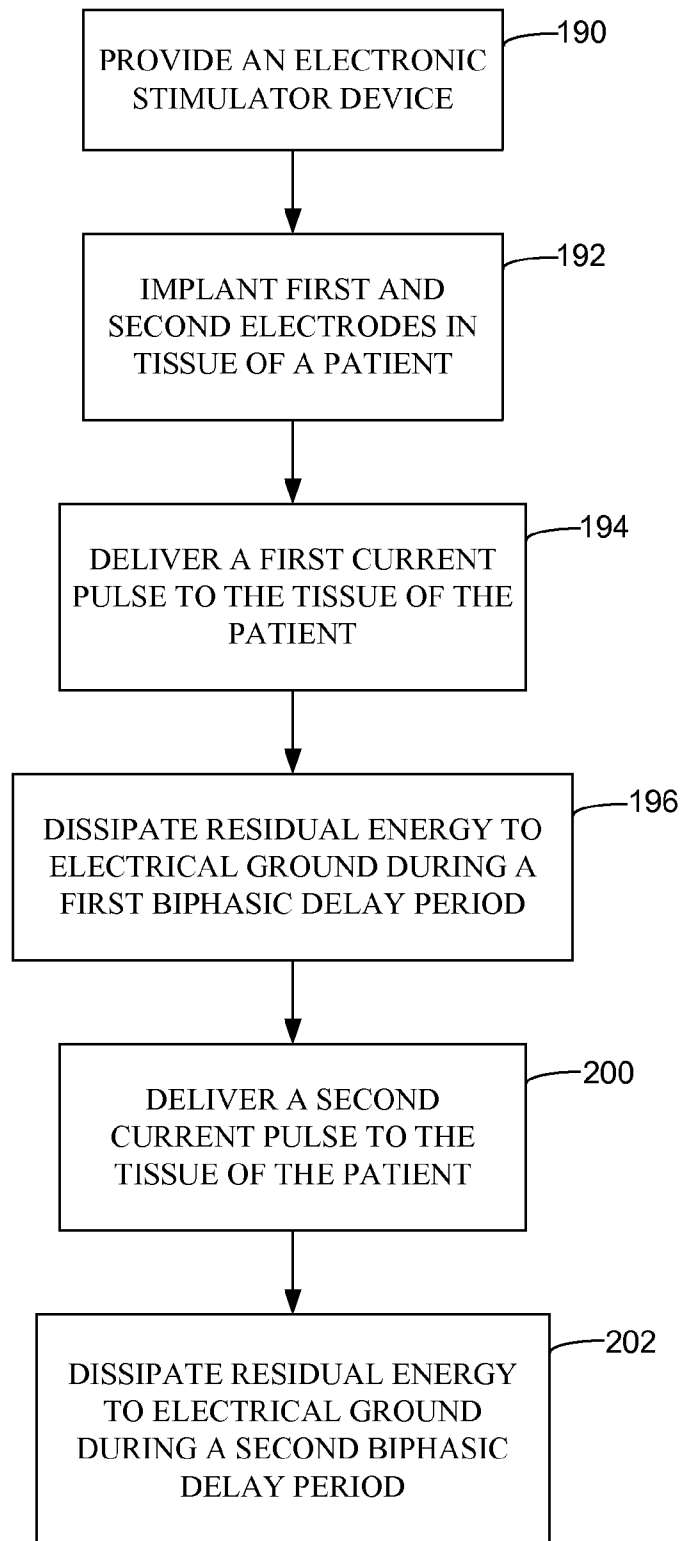 190
PROVIDE AN ELECTRONIC
STIMULATOR DEVICE
192
IMPLANT FIRST AND
SECOND ELECTRODES IN
TISSUE OF A PATIENT
194
DELIVER A FIRST CURRENT
PULSE TO THE TISSUE OF THE
PATIENT
196
DISSIPATE RESIDUAL ENERGY TO
ELECTRICAL GROUND DURING A
FIRST BIPHASIC DELAY PERIOD
200
DELIVER A SECOND
CURRENT PULSE TO THE
TISSUE OF THE PATIENT
202
DISSIPATE RESIDUAL ENERGY
TO ELECTRICAL GROUND
DURING A SECOND BIPHASIC
DELAY PERIOD